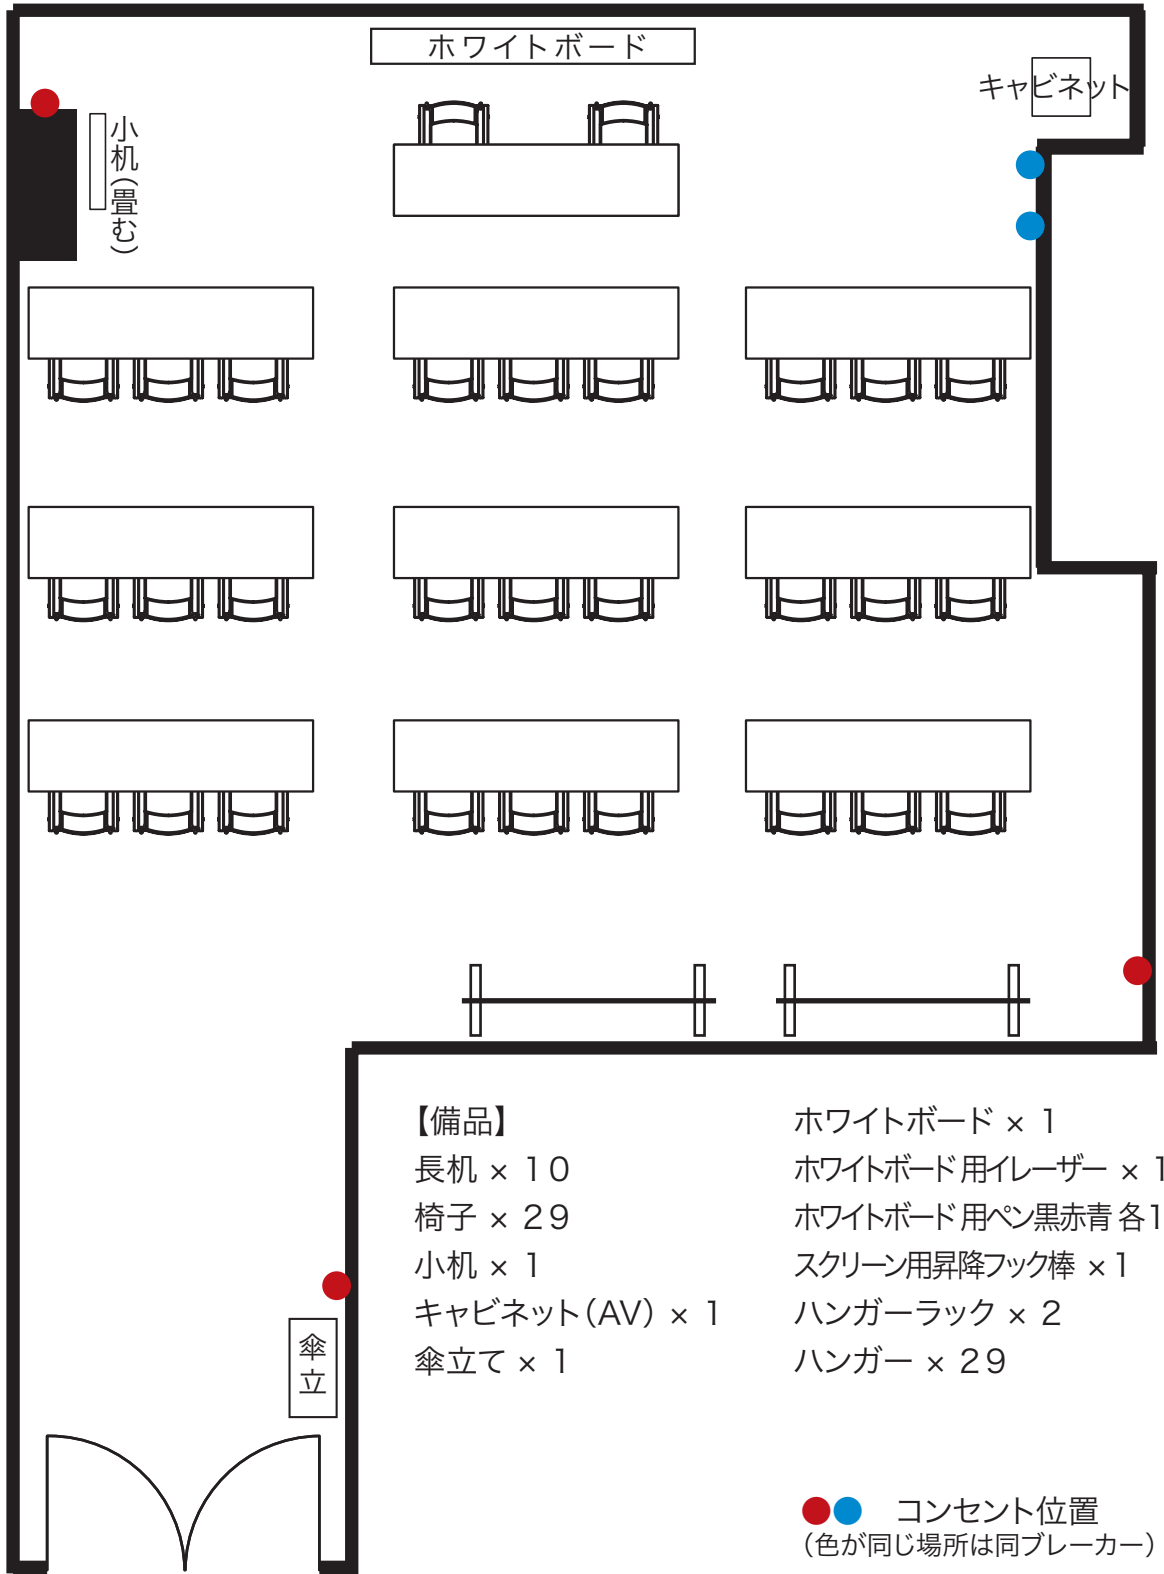 ホワイトボード
キャビネット
小机(畳む)
【備品】
長机 × 10
椅子 × 29
小机 × 1
キャビネット(AV) × 1
傘立て × 1
ホワイトボード × 1
ホワイトボード用イレーザー × 1
ホワイトボード用ペン黒赤青 各1
スクリーン用昇降フック棒 ×1
ハンガーラック × 2
ハンガー × 29
傘立
コンセント位置
(色が同じ場所は同ブレーカー)